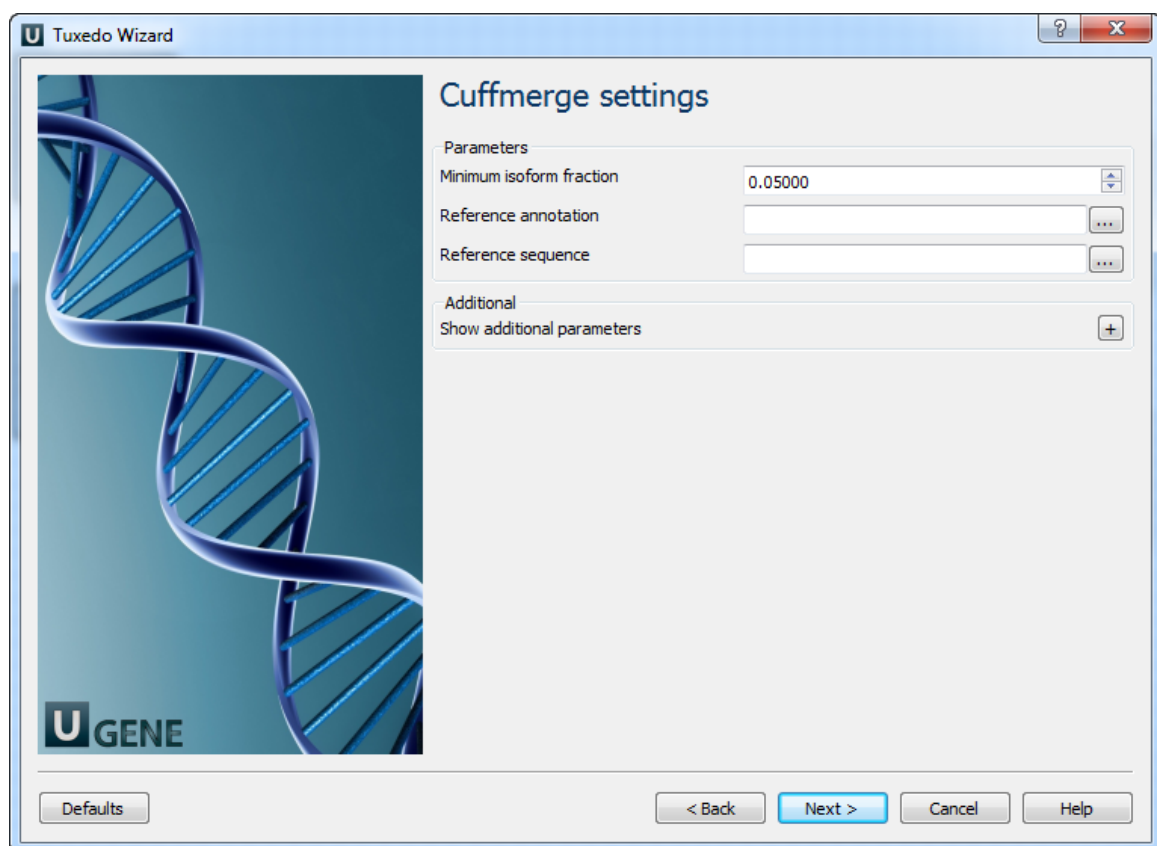 U Tuxedo Wizard
?
X
Cuffmerge settings
Parameters
Minimum isoform fraction 0.05000
Reference annotation ...
Reference sequence ...
Additional
Show additional parameters +
U GENE
Defaults < Back Next > Cancel Help